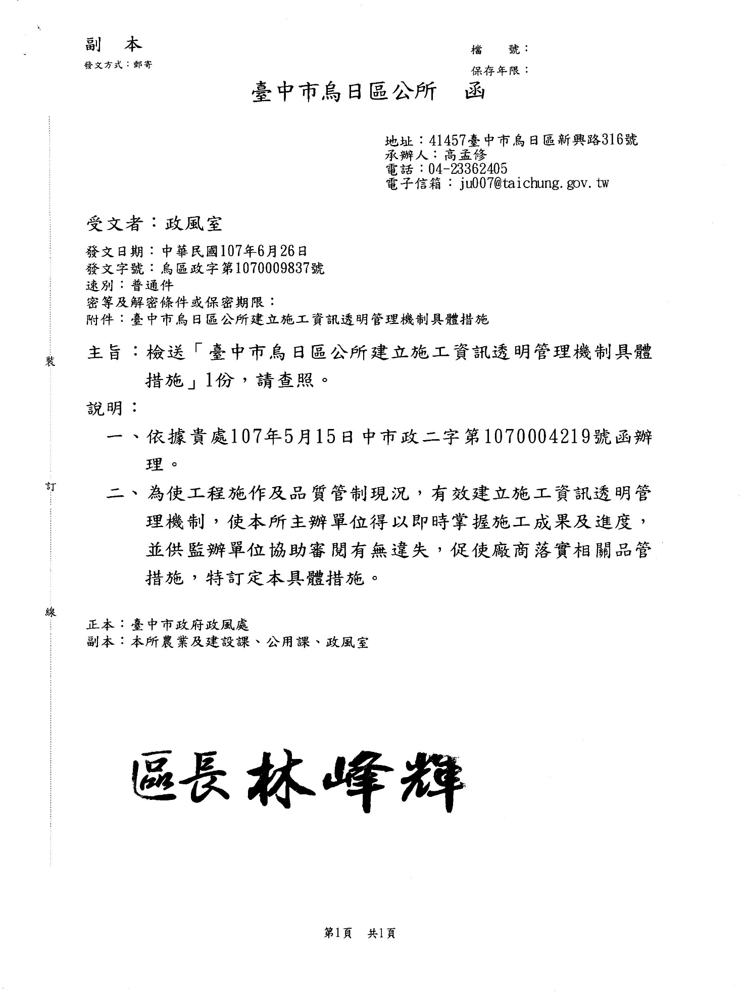 副　本
發文方式：郵寄
檔　　號：
保存年限：
臺中市烏日區公所　函
地址：41457臺中市烏日區新興路316號
承辦人：高孟修
電話：04-23362405
電子信箱：ju007@taichung.gov.tw
受文者：政風室
發文日期：中華民國107年6月26日
發文字號：烏區政字第1070009837號
速別：普通件
密等及解密條件或保密期限：
附件：臺中市烏日區公所建立施工資訊透明管理機制具體措施
主旨：檢送「臺中市烏日區公所建立施工資訊透明管理機制具體
措施」1份，請查照。
說明：
一、依據貴處107年5月15日中市政二字第1070004219號函辦
理。
二、為使工程施作及品質管制現況，有效建立施工資訊透明管
理機制，使本所主辦單位得以即時掌握施工成果及進度，
並供監辦單位協助審閱有無違失，促使廠商落實相關品管
措施，特訂定本具體措施。
裝
訂
線
正本：臺中市政府政風處
副本：本所農業及建設課、公用課、政風室
區長林峰輝
第1頁　共1頁